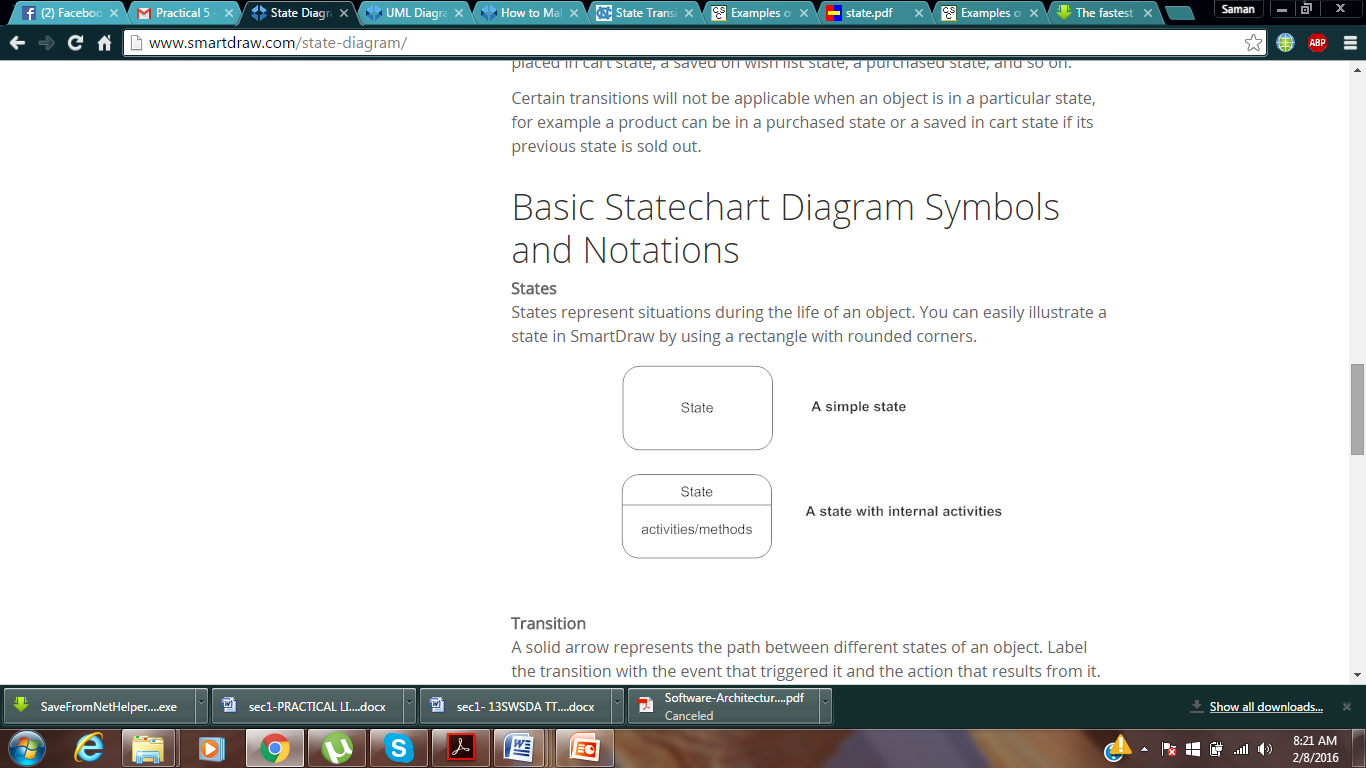 (2) Faceboo
Practical 5 -
State Diagra
UML Diagra
How to Mak
State Transi
Examples o
state.pdf
Examples o
The fastest
Saman
www.smartdraw.com/state-diagram/
ABP
placed in cart state, a saved on wish list state, a purchased state, and so on.
Certain transitions will not be applicable when an object is in a particular state,
for example a product can be in a purchased state or a saved in cart state if its
previous state is sold out.
Basic Statechart Diagram Symbols
and Notations
States
States represent situations during the life of an object. You can easily illustrate a
state in SmartDraw by using a rectangle with rounded corners.
State
A simple state
State
activities/methods
A state with internal activities
Transition
A solid arrow represents the path between different states of an object. Label
the transition with the event that triggered it and the action that results from it.
SaveFromNetHelper....exe
sec1-PRACTICAL LI....docx
sec1- 13SWSDA TT....docx
Software-Architectur....pdf
Canceled
Show all downloads...
8:21 AM
2/8/2016